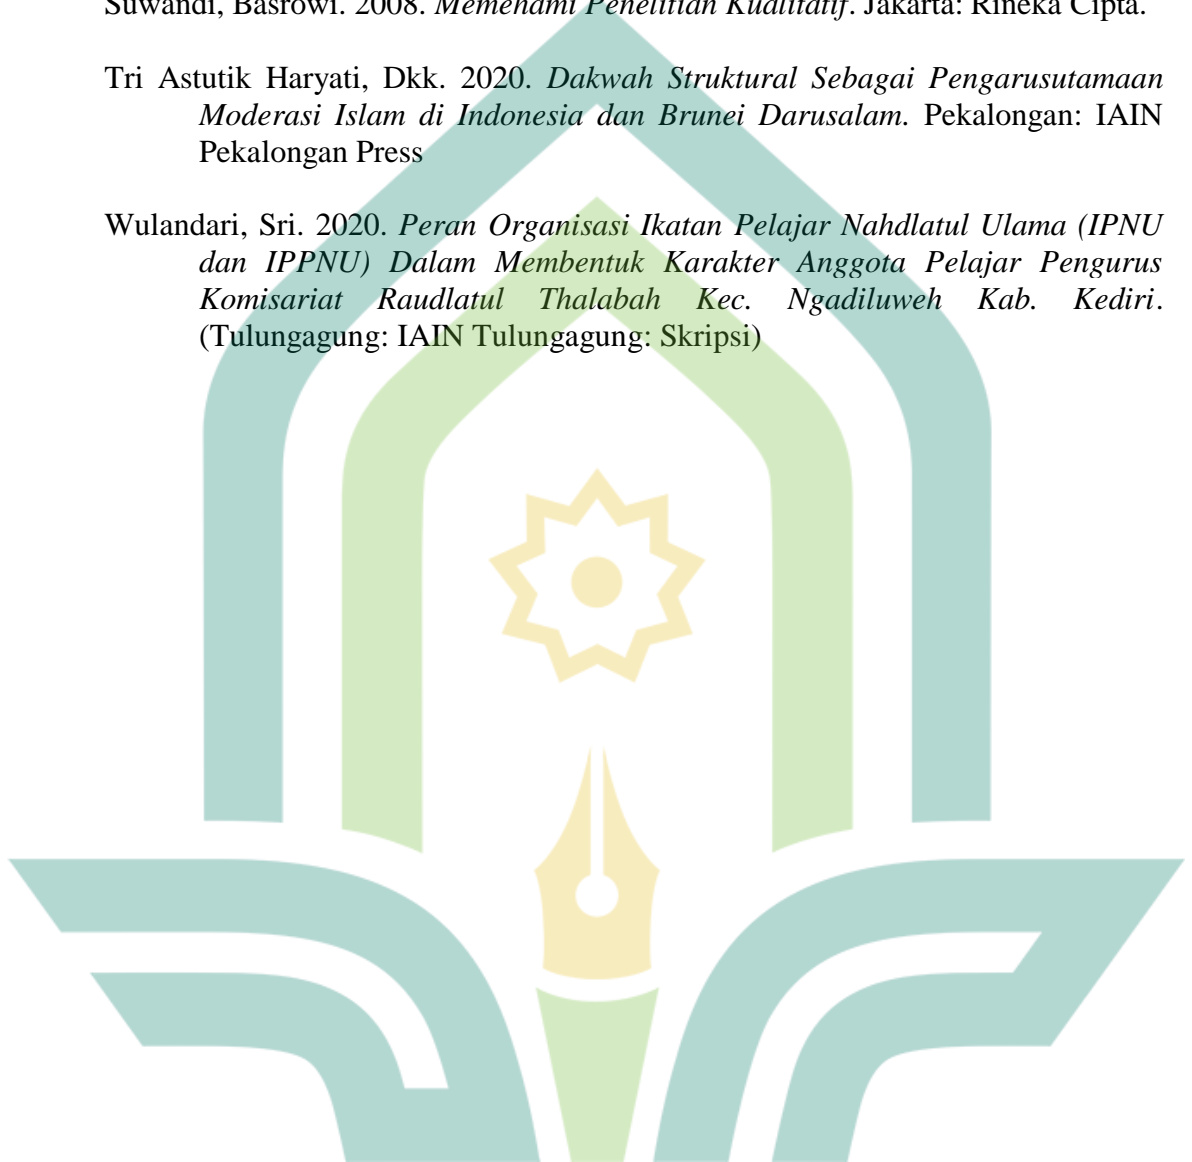 Suwandi, Basrowi. 2008. Memehami Penelitian Kualitatif. Jakarta: Rineka Cipta.
Tri Astutik Haryati, Dkk. 2020. Dakwah Struktural Sebagai Pengarusutamaan
Moderasi Islam di Indonesia dan Brunei Darusalam. Pekalongan: IAIN
Pekalongan Press
Wulandari, Sri. 2020. Peran Organisasi Ikatan Pelajar Nahdlatul Ulama (IPNU
dan IPPNU) Dalam Membentuk Karakter Anggota Pelajar Pengurus
Komisariat Raudlatul Thalabah Kec. Ngadiluweh Kab. Kediri.
(Tulungagung: IAIN Tulungagung: Skripsi)